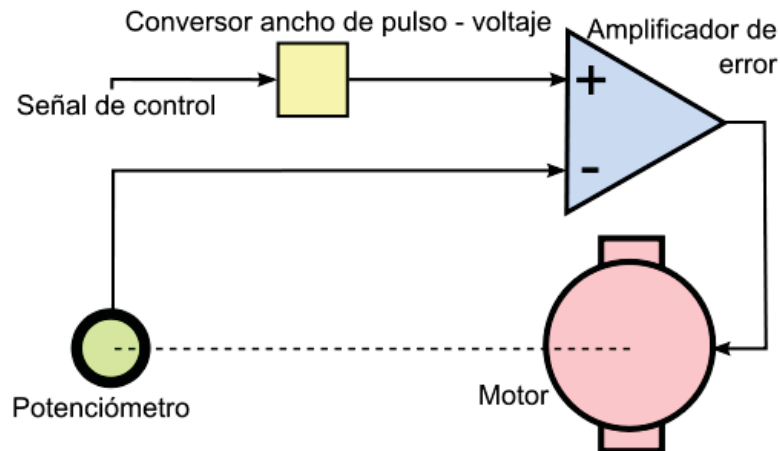 Conversor ancho de pulso - voltaje
Amplificador de
error
Señal de control
+
-
Potenciómetro
Motor